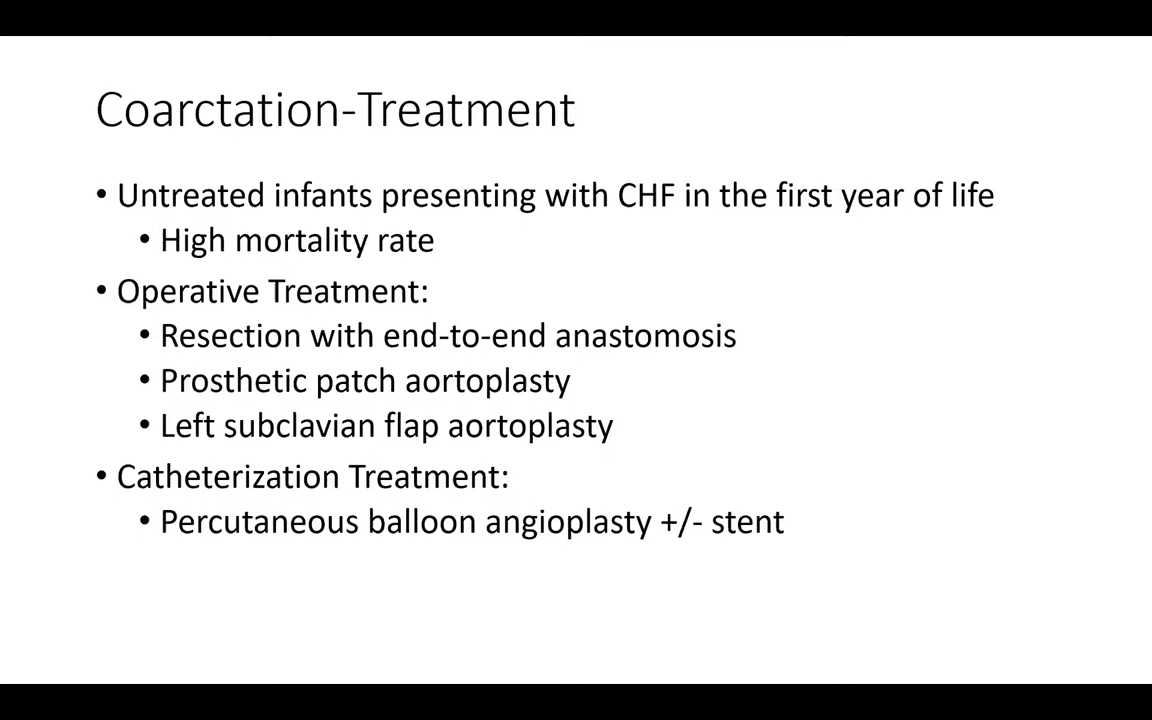 Coarctation-Treatment
• Untreated infants presenting with CHF in the first year of life
• High mortality rate
• Operative Treatment:
• Resection with end-to-end anastomosis
• Prosthetic patch aortoplasty
• Left subclavian flap aortoplasty
• Catheterization Treatment:
• Percutaneous balloon angioplasty +/- stent